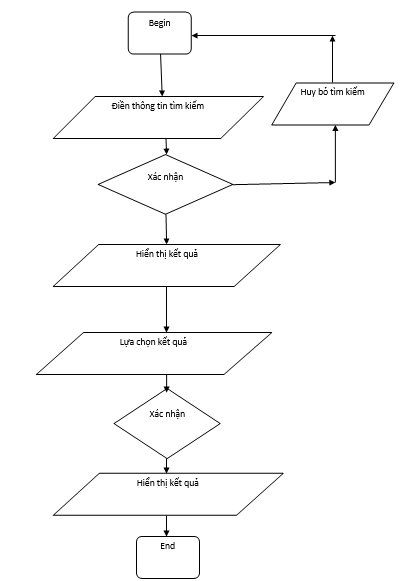 Begin
Điền thông tin tìm kiếm
Huy bỏ tìm kiếm
Xác nhận
Hiển thị kết quả
Lựa chọn kết quả
Xác nhận
Hiển thị kết quả
End